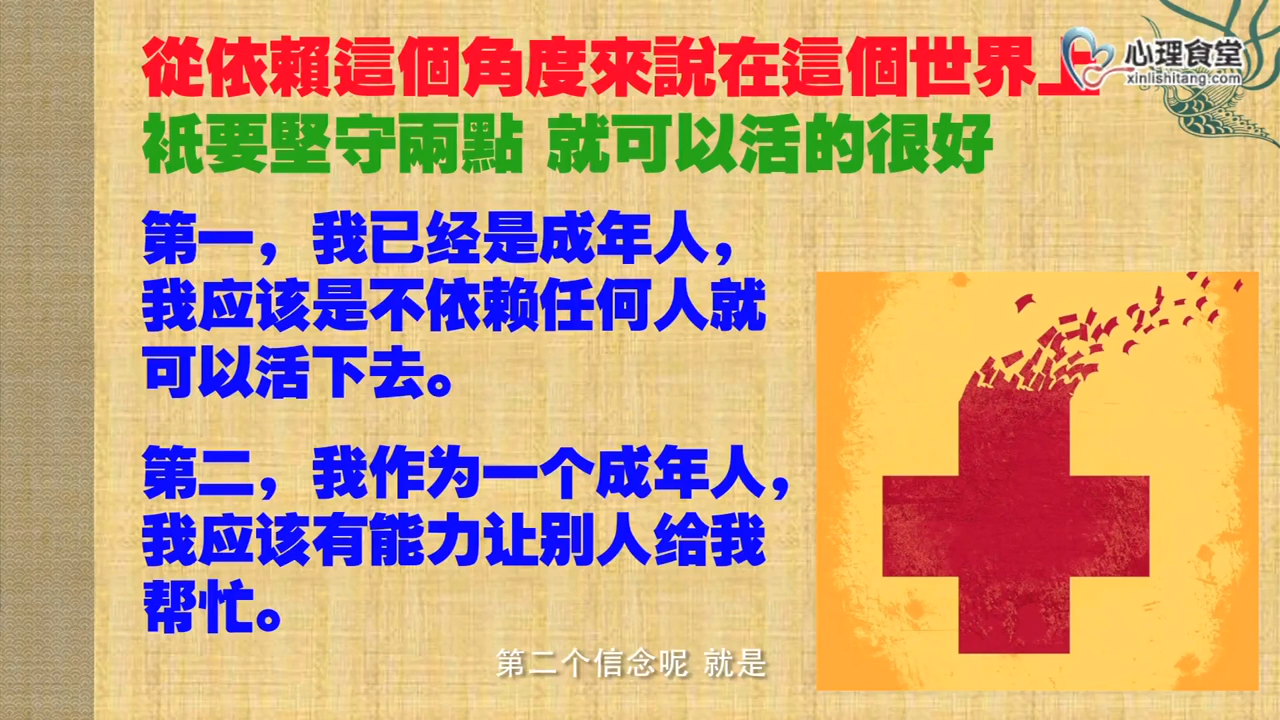 從依賴這個角度來說在這個世界上
心理食堂
xinlishitang.com
衹要堅守兩點 就可以活的很好
第一，我已经是成年人，
我应该是不依赖任何人就
可以活下去。
第二，我作为一个成年人，
我应该有能力让别人给我
帮忙。
第二个信念呢 就是